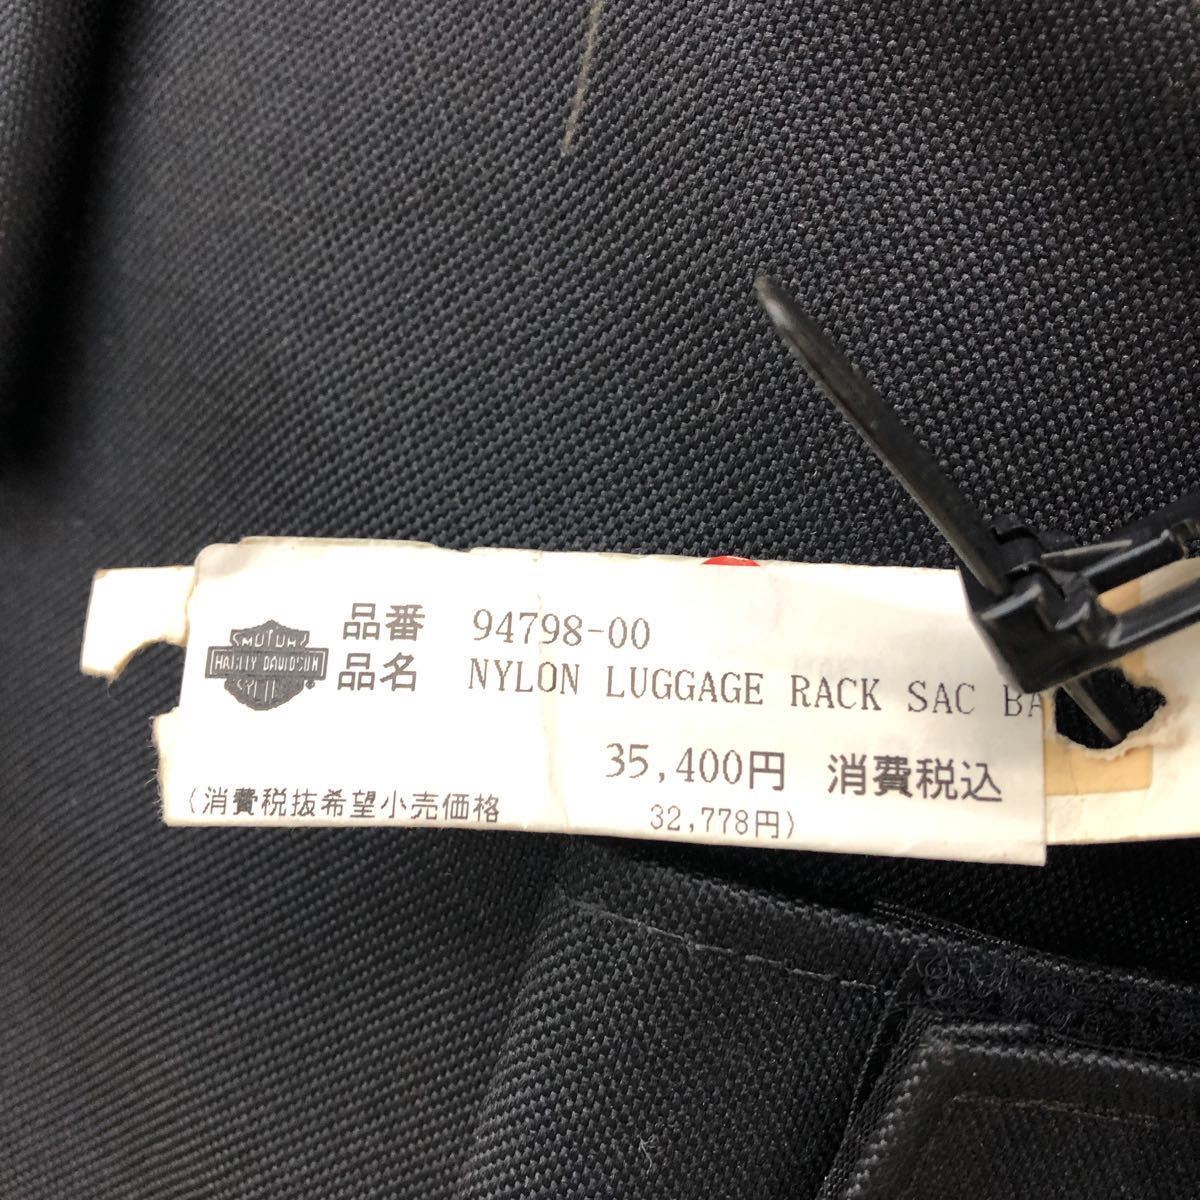 MOTOR
HARLEY-DAVIDSON
品番 94798-00
品名 NYLON LUGGAGE RACK SAC BA
35,400円 消費税込
(消費税抜希望小売価格 32,778円)